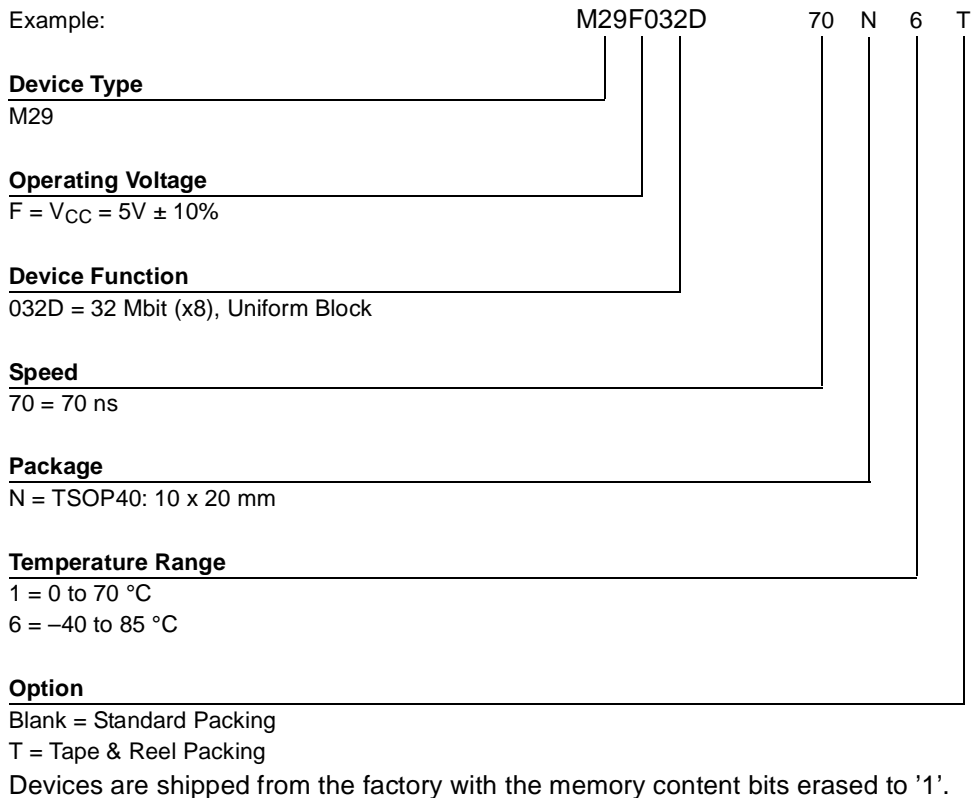 Example: M29F032D 70 N 6 T
Device Type
M29
Operating Voltage
F = VCC = 5V ± 10%
Device Function
032D = 32 Mbit (x8), Uniform Block
Speed
70 = 70 ns
Package
N = TSOP40: 10 x 20 mm
Temperature Range
1 = 0 to 70 °C
6 = –40 to 85 °C
Option
Blank = Standard Packing
T = Tape & Reel Packing
Devices are shipped from the factory with the memory content bits erased to ’1’.